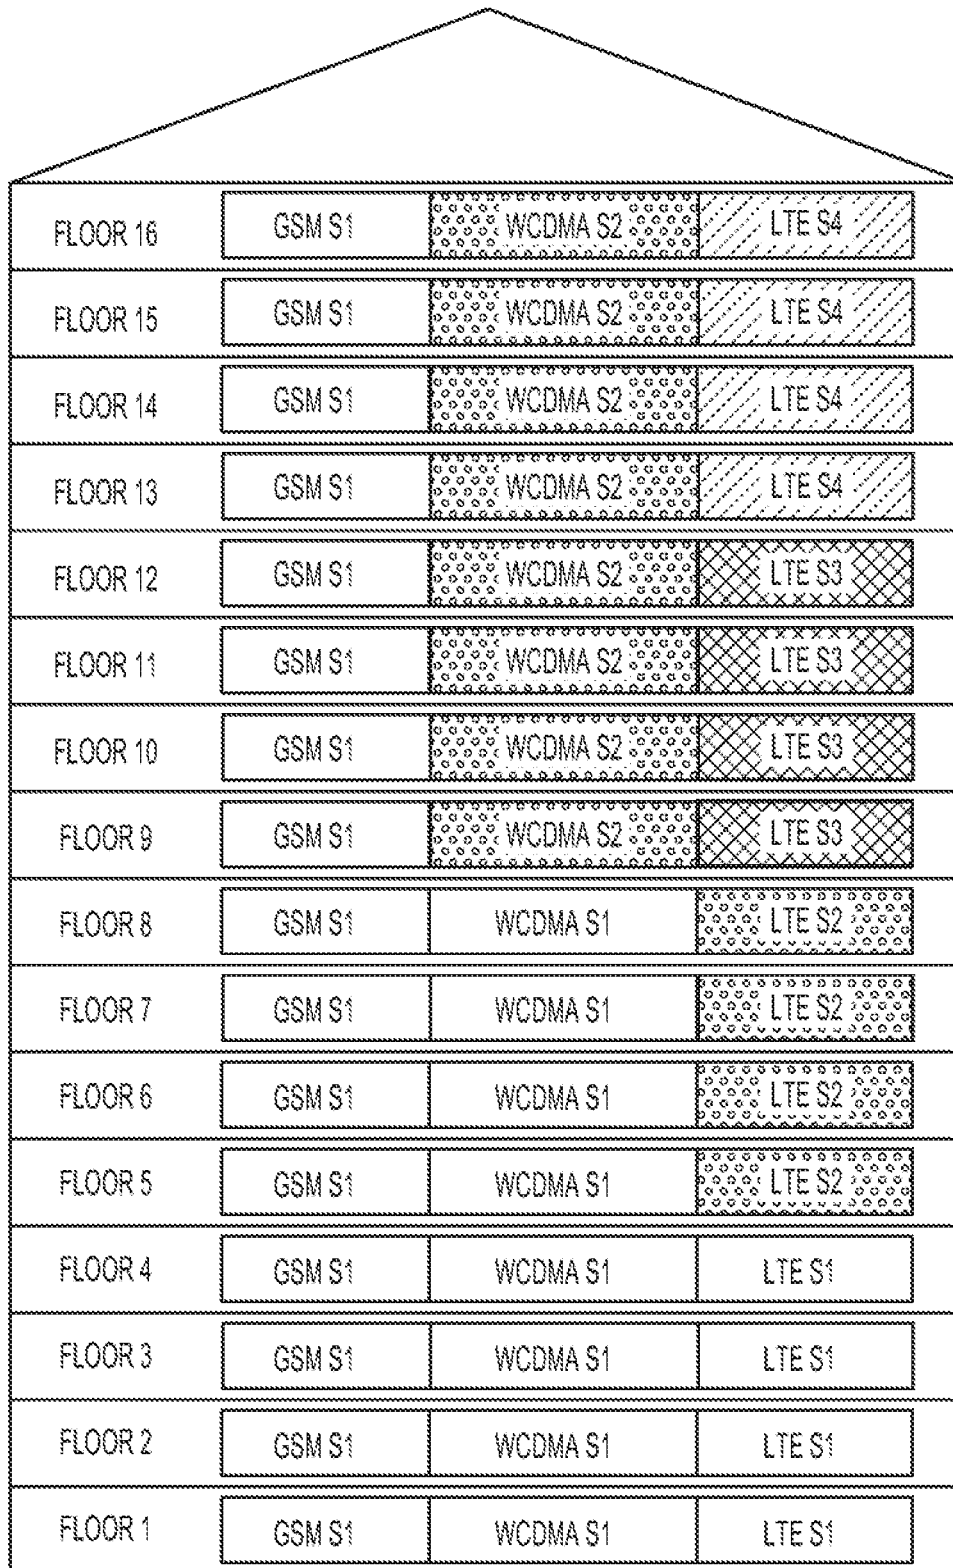 FLOOR 16 GSM S1 WCDMA S2 LTE S4
FLOOR 15 GSM S1 WCDMA S2 LTE S4
FLOOR 14 GSM S1 WCDMA S2 LTE S4
FLOOR 13 GSM S1 WCDMA S2 LTE S4
FLOOR 12 GSM S1 WCDMA S2 LTE S3
FLOOR 11 GSM S1 WCDMA S2 LTE S3
FLOOR 10 GSM S1 WCDMA S2 LTE S3
FLOOR 9 GSM S1 WCDMA S2 LTE S3
FLOOR 8 GSM S1 WCDMA S1 LTE S2
FLOOR 7 GSM S1 WCDMA S1 LTE S2
FLOOR 6 GSM S1 WCDMA S1 LTE S2
FLOOR 5 GSM S1 WCDMA S1 LTE S2
FLOOR 4 GSM S1 WCDMA S1 LTE S1
FLOOR 3 GSM S1 WCDMA S1 LTE S1
FLOOR 2 GSM S1 WCDMA S1 LTE S1
FLOOR 1 GSM S1 WCDMA S1 LTE S1